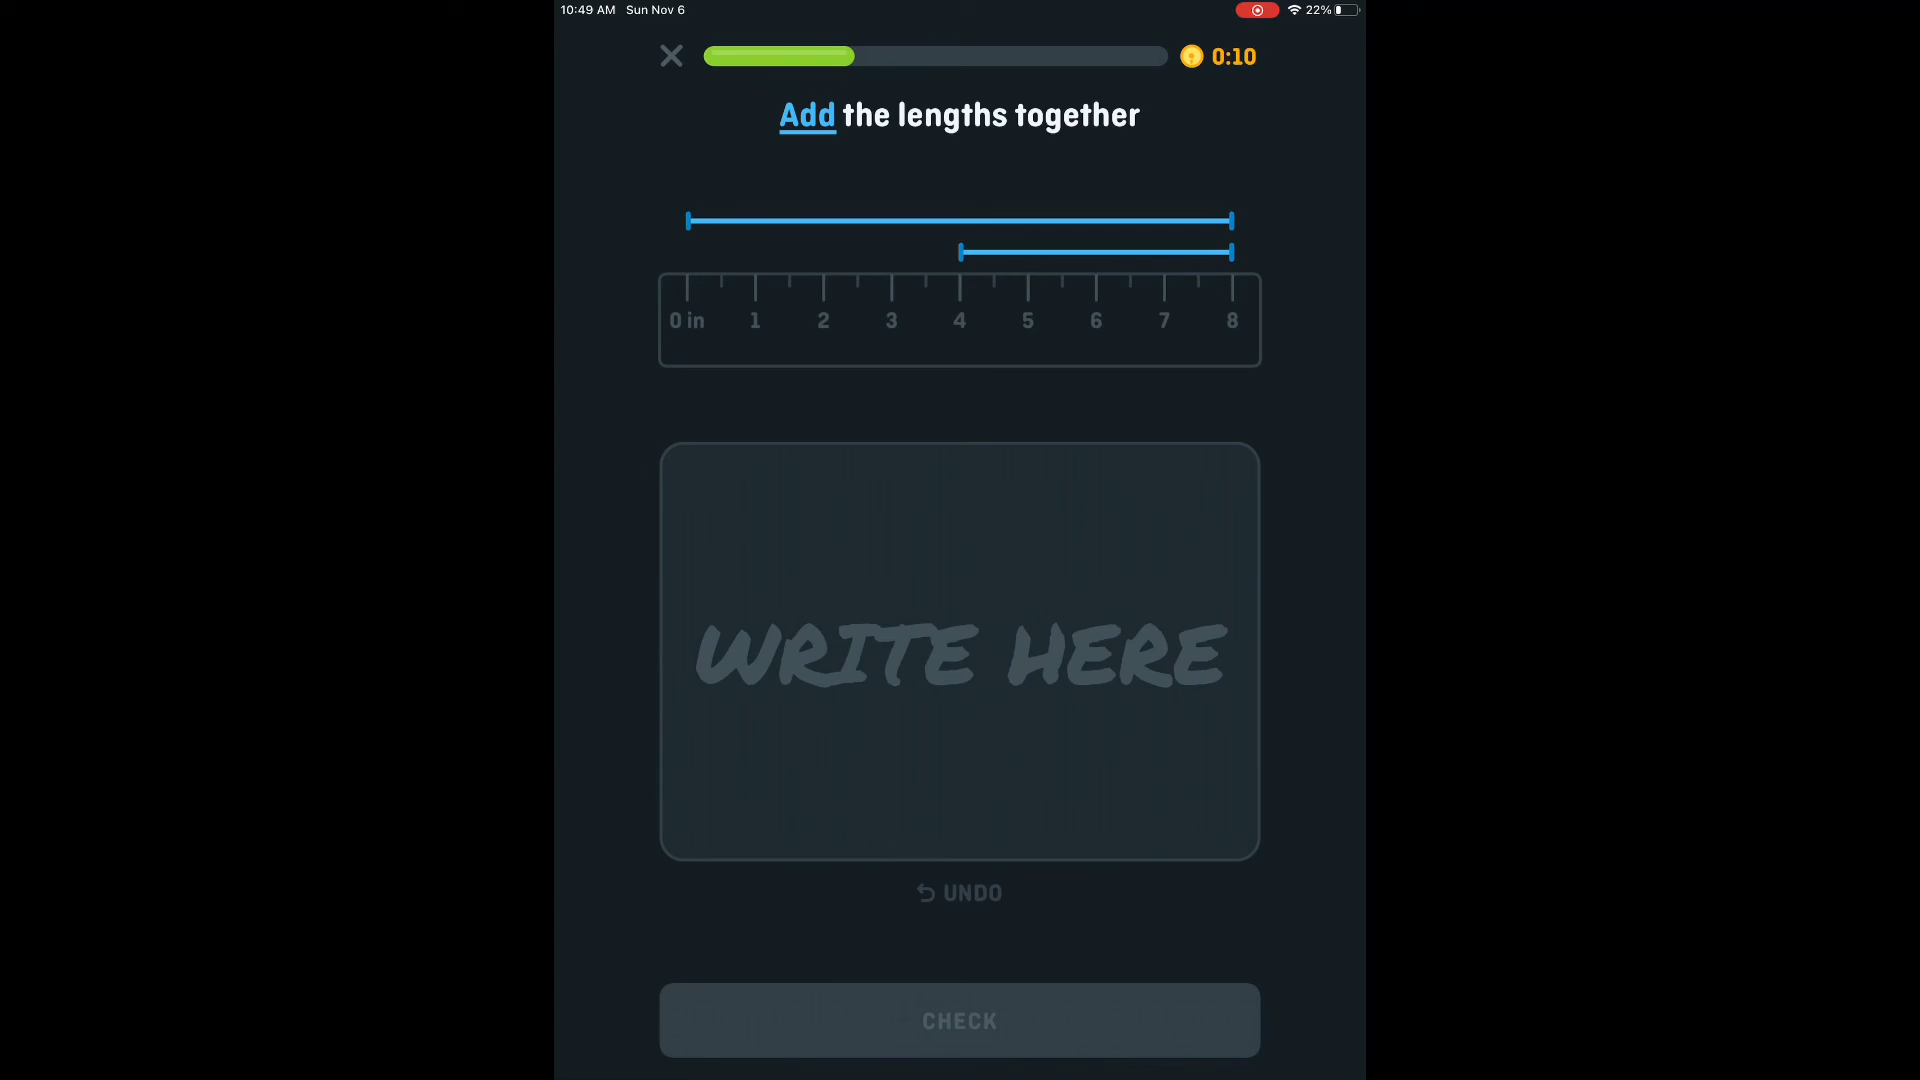 10:49 AM Sun Nov 6 22%
0:10
Add the lengths together
0 in 1 2 3 4 5 6 7 8
WRITE HERE
UNDO
CHECK